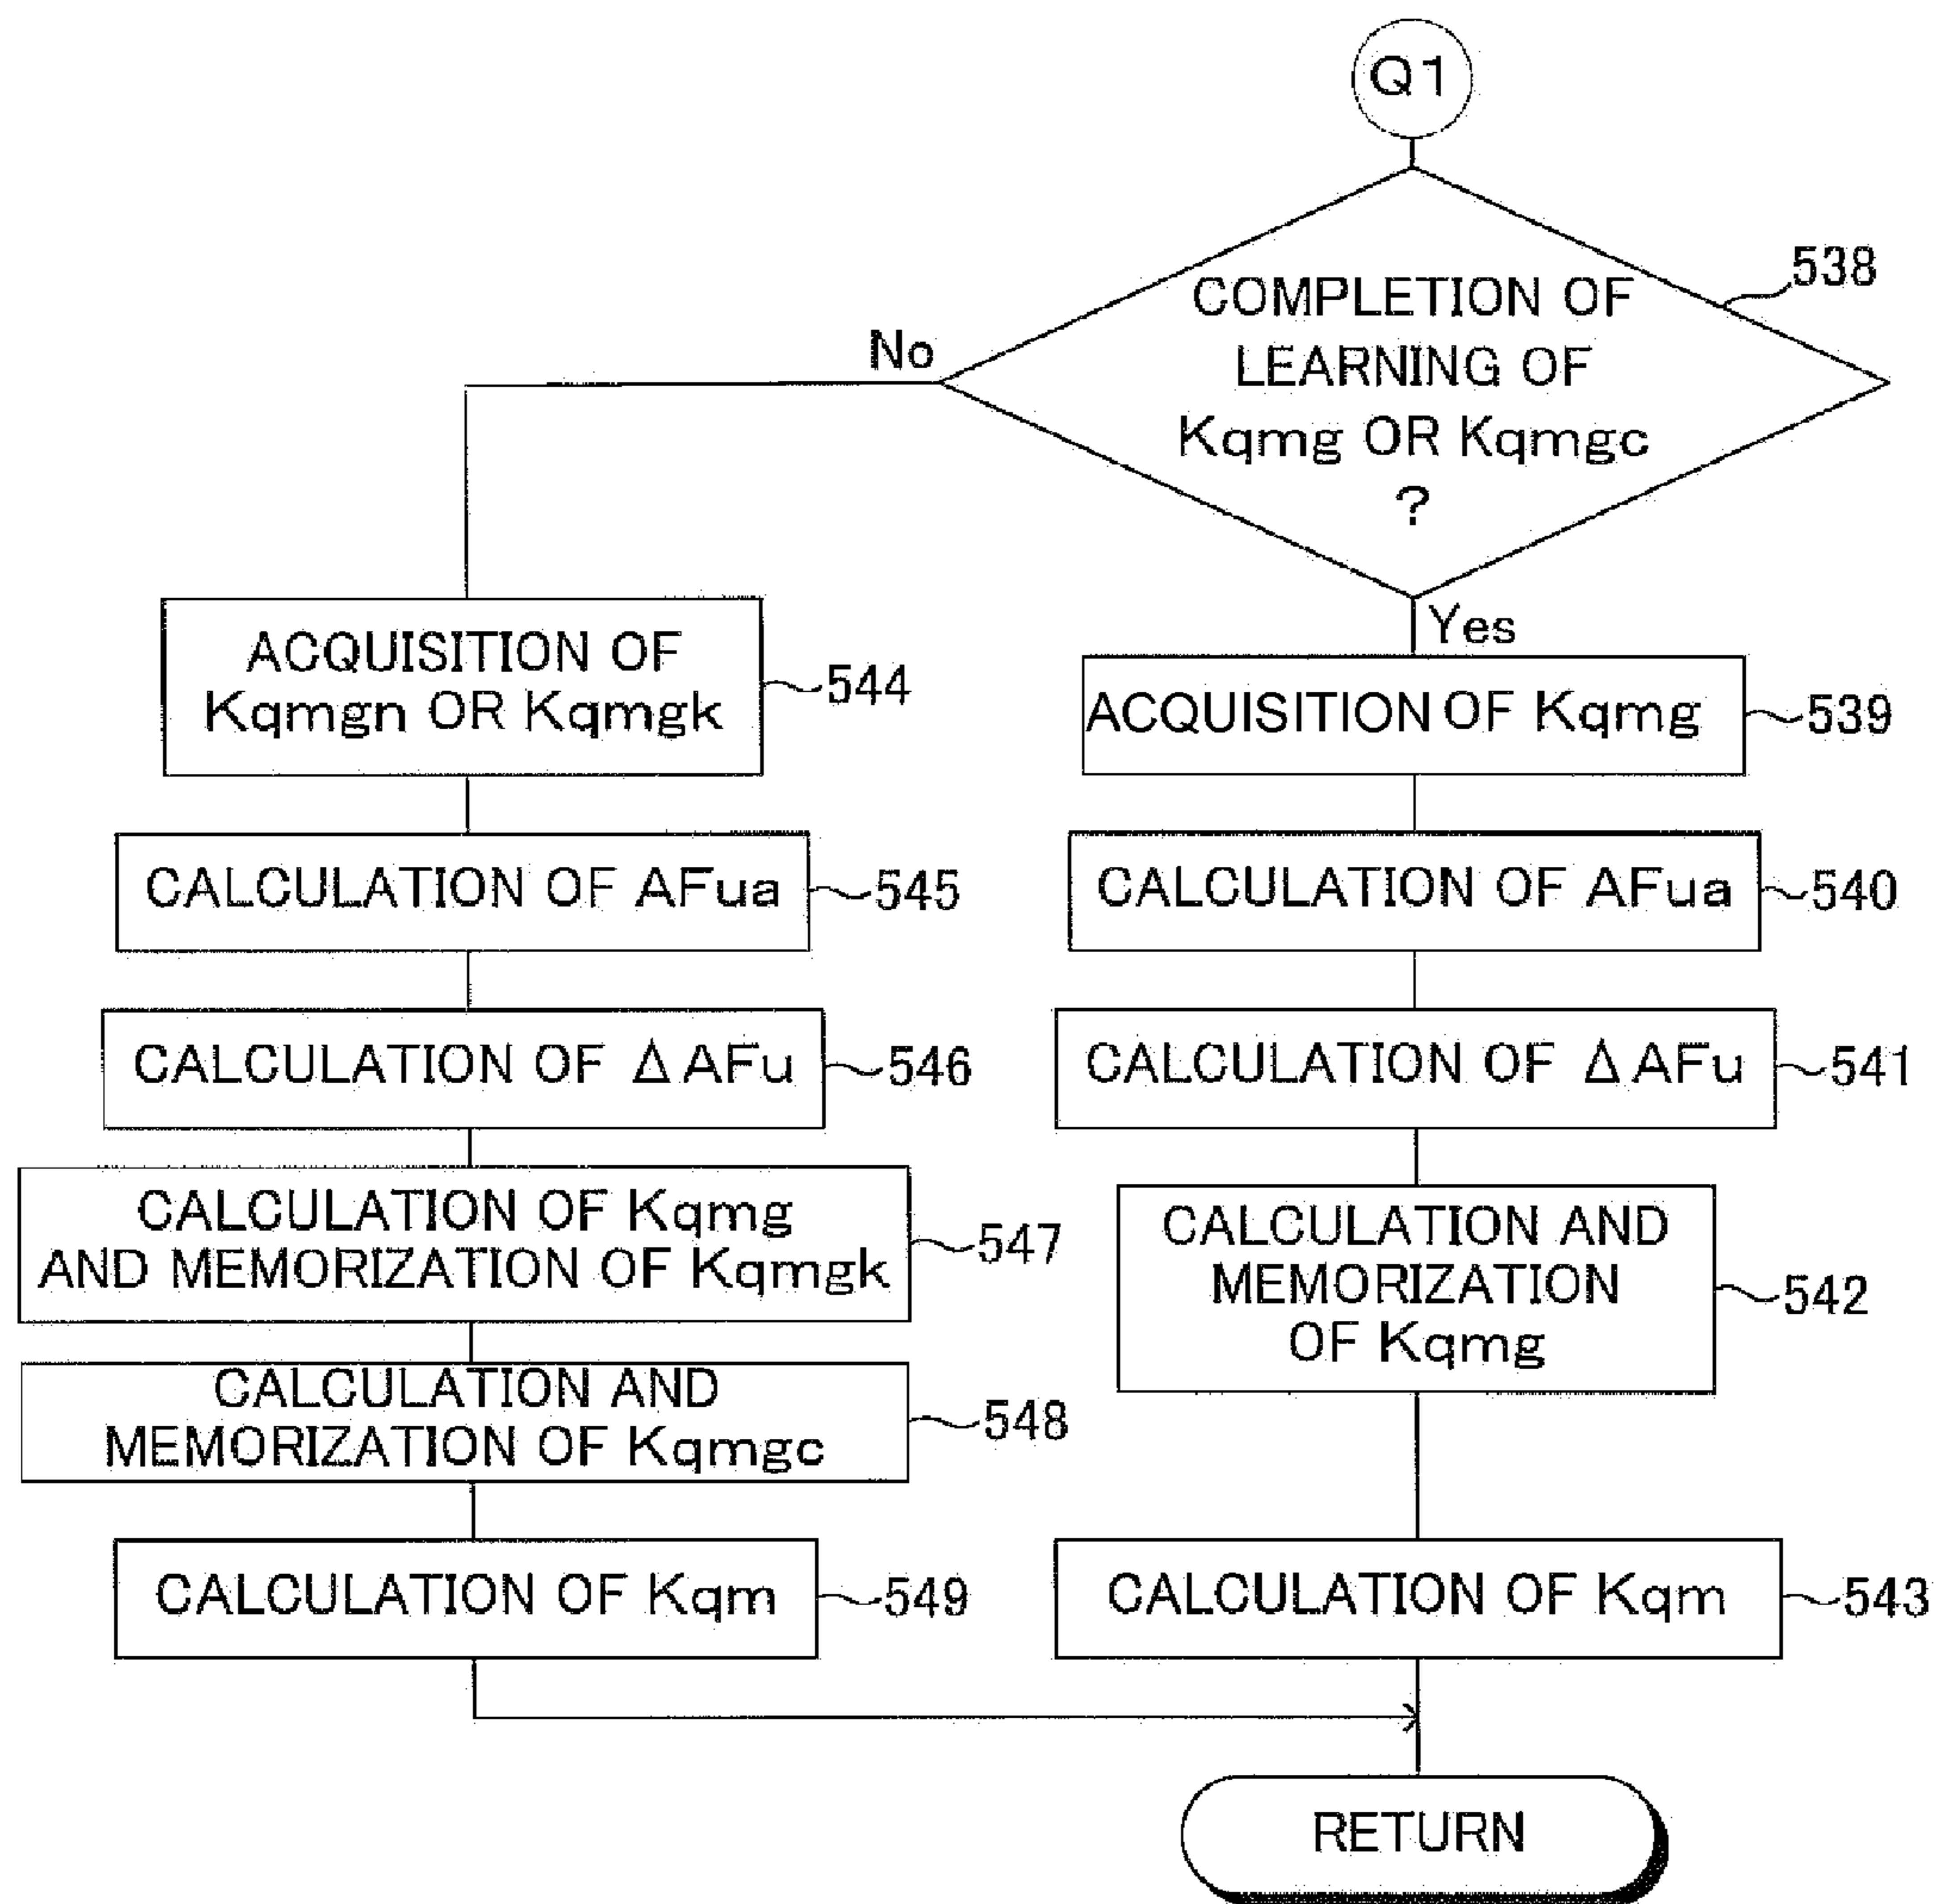 Q1
COMPLETION OF
LEARNING OF
Kqmg OR Kqmgc
?
538
No
Yes
ACQUISITION OF
Kqmgn OR Kqmgk
544
ACQUISITION OF Kqmg
539
CALCULATION OF AFua
545
CALCULATION OF AFua
540
CALCULATION OF Δ AFu
546
CALCULATION OF Δ AFu
541
CALCULATION OF Kqmg
AND MEMORIZATION OF Kqmgk
547
CALCULATION AND
MEMORIZATION
OF Kqmg
542
CALCULATION AND
MEMORIZATION OF Kqmgc
548
CALCULATION OF Kqm
549
CALCULATION OF Kqm
543
RETURN